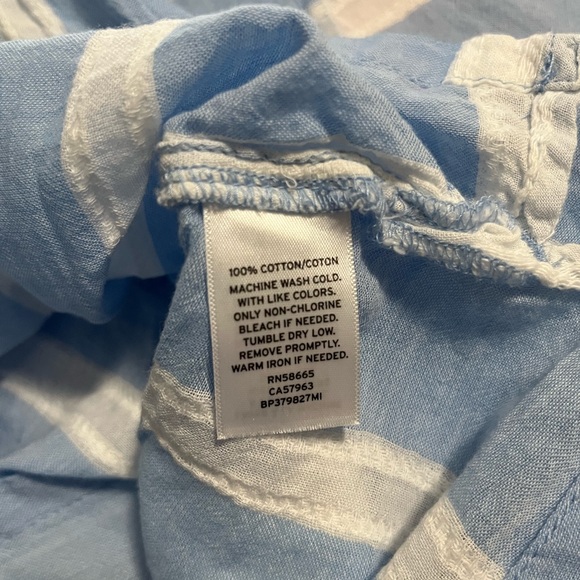 100% COTTON/COTON
MACHINE WASH COLD.
WITH LIKE COLORS.
ONLY NON-CHLORINE
BLEACH IF NEEDED.
TUMBLE DRY LOW.
REMOVE PROMPTLY.
WARM IRON IF NEEDED.
RN58665
CA57963
BP379827MI